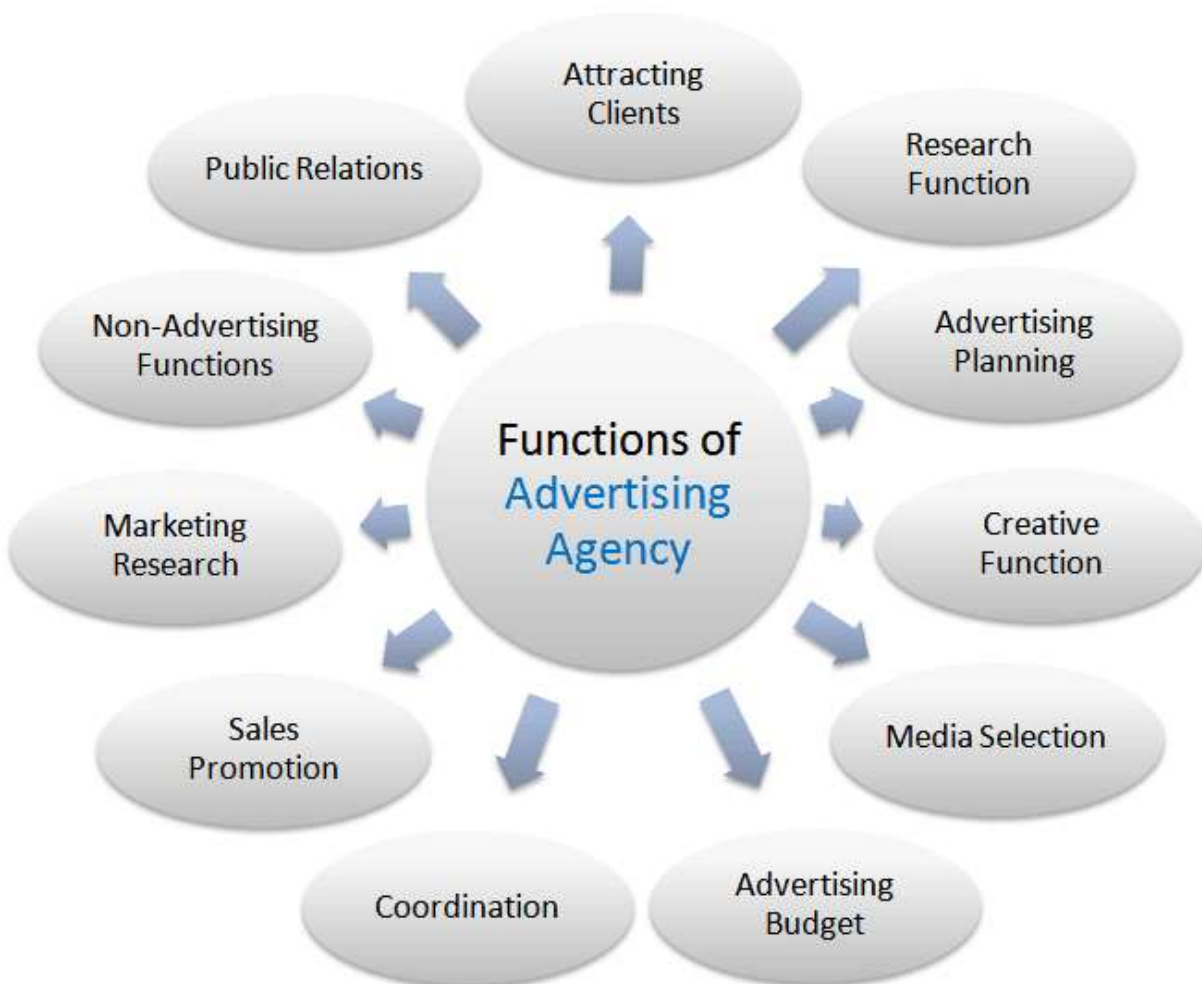 Functions of
Advertising
Agency
Attracting
Clients
Research
Function
Advertising
Planning
Creative
Function
Media Selection
Advertising
Budget
Coordination
Sales
Promotion
Marketing
Research
Non-Advertising
Functions
Public Relations